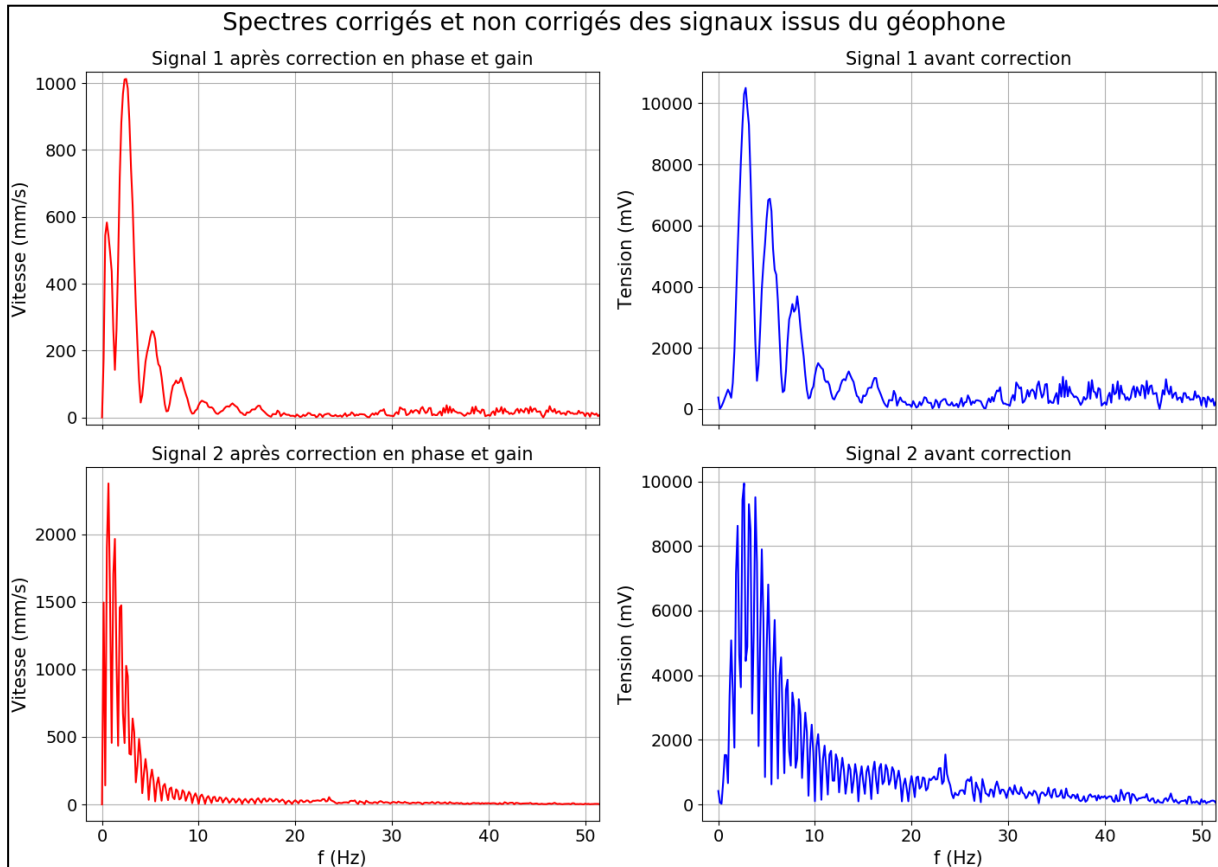 Spectres corrigés et non corrigés des signaux issus du géophone
Signal 1 après correction en phase et gain
Signal 1 avant correction
1000
800
600
400
200
0
Vitesse (mm/s)
10000
8000
6000
4000
2000
0
Tension (mV)
Signal 2 après correction en phase et gain
Signal 2 avant correction
2000
1500
1000
500
0
Vitesse (mm/s)
0 10 20 30 40 50
f (Hz)
10000
8000
6000
4000
2000
0
Tension (mV)
0 10 20 30 40 50
f (Hz)